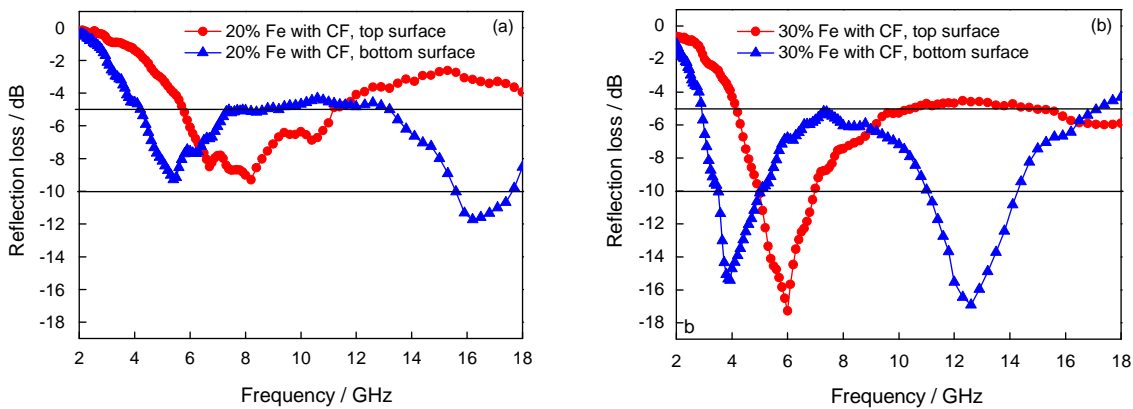 (a)
20% Fe with CF, top surface
20% Fe with CF, bottom surface
Reflection loss / dB
0
-2
-4
-6
-8
-10
-12
-14
-16
-18
2 4 6 8 10 12 14 16 18
Frequency / GHz
(b)
30% Fe with CF, top surface
30% Fe with CF, bottom surface
Reflection loss / dB
0
-2
-4
-6
-8
-10
-12
-14
-16
-18
b
2 4 6 8 10 12 14 16 18
Frequency / GHz